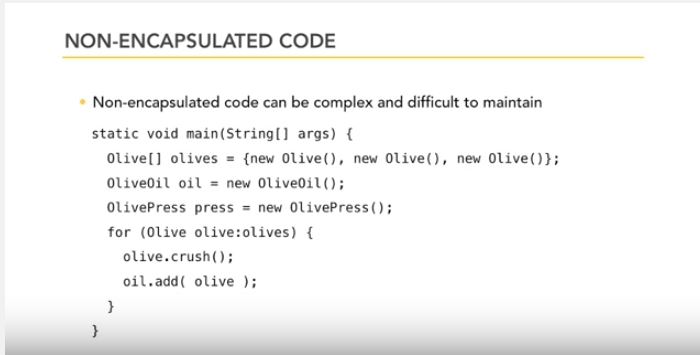 NON-ENCAPSULATED CODE
• Non-encapsulated code can be complex and difficult to maintain
static void main(String[] args) {
Olive[] olives = {new Olive(), new Olive(), new Olive()};
OliveOil oil = new OliveOil();
OlivePress press = new OlivePress();
for (Olive olive:olives) {
olive.crush();
oil.add( olive );
}
}